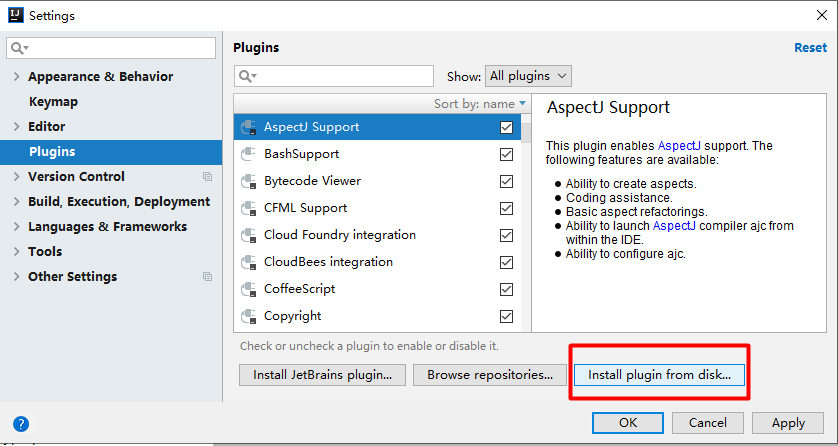 Settings
Plugins
Reset
Appearance & Behavior
Keymap
Editor
Plugins
Version Control
Build, Execution, Deployment
Languages & Frameworks
Tools
Other Settings
Show: All plugins
Sort by: name
AspectJ Support
BashSupport
Bytecode Viewer
CFML Support
Cloud Foundry integration
CloudBees integration
CoffeeScript
Copyright
AspectJ Support
This plugin enables AspectJ support. The
following features are available:
Ability to create aspects.
Coding assistance.
Basic aspect refactorings.
Ability to launch AspectJ compiler ajc from
within the IDE.
Ability to configure ajc.
Check or uncheck a plugin to enable or disable it.
Install JetBrains plugin... Browse repositories... Install plugin from disk...
? OK Cancel Apply